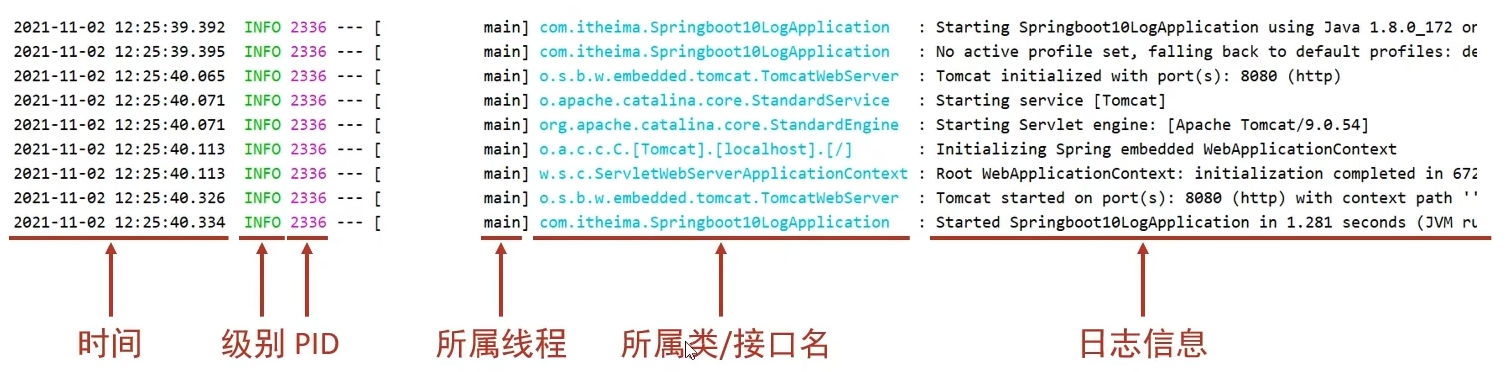 2021-11-02 12:25:39.392 INFO 2336 --- [ main] com.itheima.Springboot10LogApplication : Starting Springboot10LogApplication using Java 1.8.0_172 on
2021-11-02 12:25:39.395 INFO 2336 --- [ main] com.itheima.Springboot10LogApplication : No active profile set, falling back to default profiles: de
2021-11-02 12:25:40.065 INFO 2336 --- [ main] o.s.b.w.embedded.tomcat.TomcatWebServer : Tomcat initialized with port(s): 8080 (http)
2021-11-02 12:25:40.071 INFO 2336 --- [ main] o.apache.catalina.core.StandardService : Starting service [Tomcat]
2021-11-02 12:25:40.071 INFO 2336 --- [ main] org.apache.catalina.core.StandardEngine : Starting Servlet engine: [Apache Tomcat/9.0.54]
2021-11-02 12:25:40.113 INFO 2336 --- [ main] o.a.c.c.C.[Tomcat].[localhost].[/] : Initializing Spring embedded WebApplicationContext
2021-11-02 12:25:40.113 INFO 2336 --- [ main] w.s.c.ServletWebServerApplicationContext : Root WebApplicationContext: initialization completed in 672
2021-11-02 12:25:40.326 INFO 2336 --- [ main] o.s.b.w.embedded.tomcat.TomcatWebServer : Tomcat started on port(s): 8080 (http) with context path ''
2021-11-02 12:25:40.334 INFO 2336 --- [ main] com.itheima.Springboot10LogApplication : Started Springboot10LogApplication in 1.281 seconds (JVM ru
时间 级别 PID 所属线程 所属类/接口名 日志信息